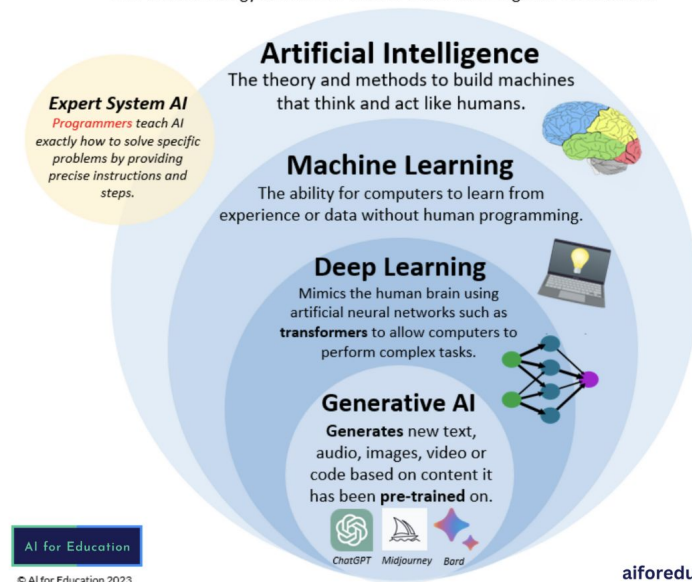 Artificial Intelligence
The theory and methods to build machines
that think and act like humans.
Expert System AI
Programmers teach AI
exactly how to solve specific
problems by providing
precise instructions and
steps.
Machine Learning
The ability for computers to learn from
experience or data without human programming.
Deep Learning
Mimics the human brain using
artificial neural networks such as
transformers to allow computers to
perform complex tasks.
Generative AI
Generates new text,
audio, images, video or
code based on content it
has been pre-trained on.
ChatGPT Midjourney Bard
AI for Education
© AI for Education 2023
aiforedu